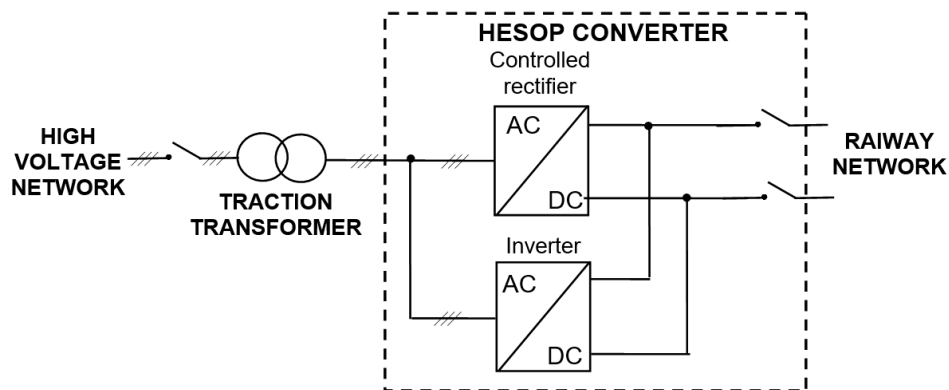 HESOP CONVERTER
Controlled
rectifier
AC
DC
HIGH
VOLTAGE
NETWORK
TRACTION
TRANSFORMER
RAIWAY
NETWORK
Inverter
AC
DC